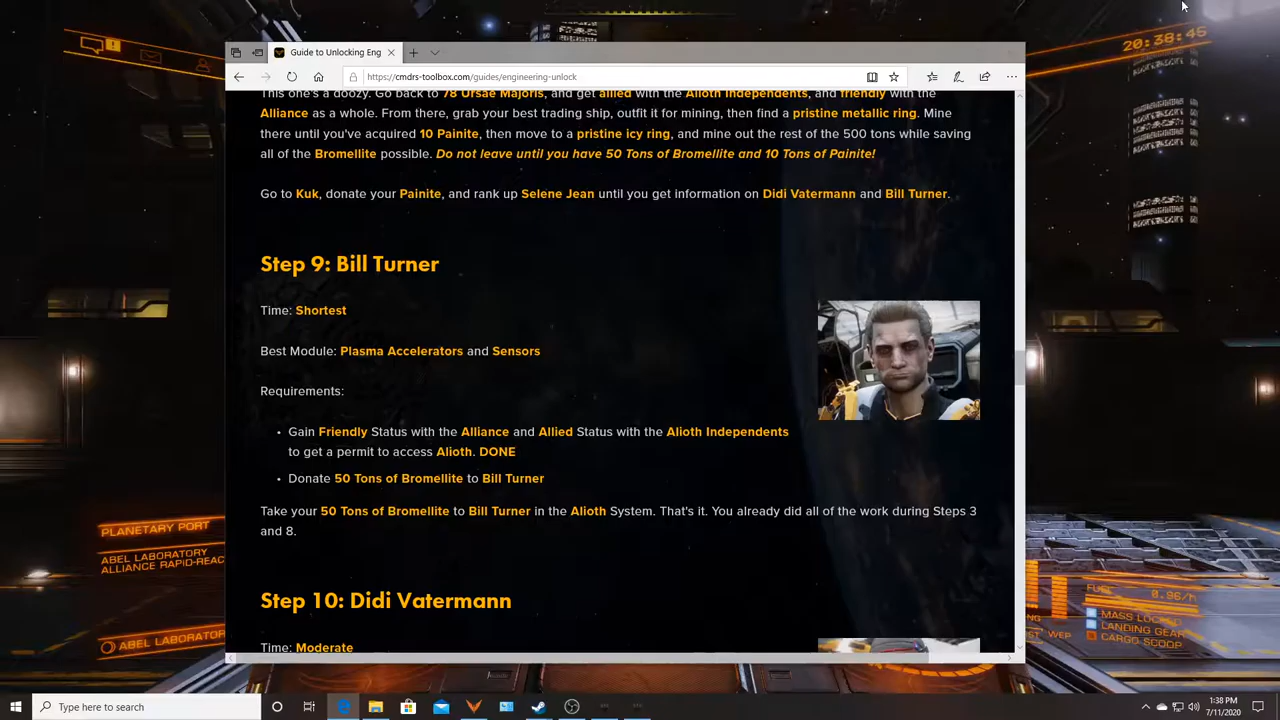 20:38:45
Guide to Unlocking Eng
https://cmdrs-toolbox.com/guides/engineering-unlock
This one's a doozy. Go back to 78 Ursae Majoris, and get allied with the Alioth Independents, and friendly with the
Alliance as a whole. From there, grab your best trading ship, outfit it for mining, then find a pristine metallic ring. Mine
there until you've acquired 10 Painite, then move to a pristine icy ring, and mine out the rest of the 500 tons while saving
all of the Bromellite possible. Do not leave until you have 50 Tons of Bromellite and 10 Tons of Painite!
Go to Kuk, donate your Painite, and rank up Selene Jean until you get information on Didi Vatermann and Bill Turner.
Step 9: Bill Turner
Time: Shortest
Best Module: Plasma Accelerators and Sensors
Requirements:
• Gain Friendly Status with the Alliance and Allied Status with the Alioth Independents
to get a permit to access Alioth. DONE
• Donate 50 Tons of Bromellite to Bill Turner
Take your 50 Tons of Bromellite to Bill Turner in the Alioth System. That's it. You already did all of the work during Steps 3
and 8.
Step 10: Didi Vatermann
Time: Moderate
PLANETARY PORT
ABEL LABORATORY
ALLIANCE RAPID-REAC
ABEL LABORATOR
FUEL
0.96/H
MASS LOCKED
LANDING GEAR
CARGO SCOOP
WEP
Type here to search
1:38 PM
7/11/2020